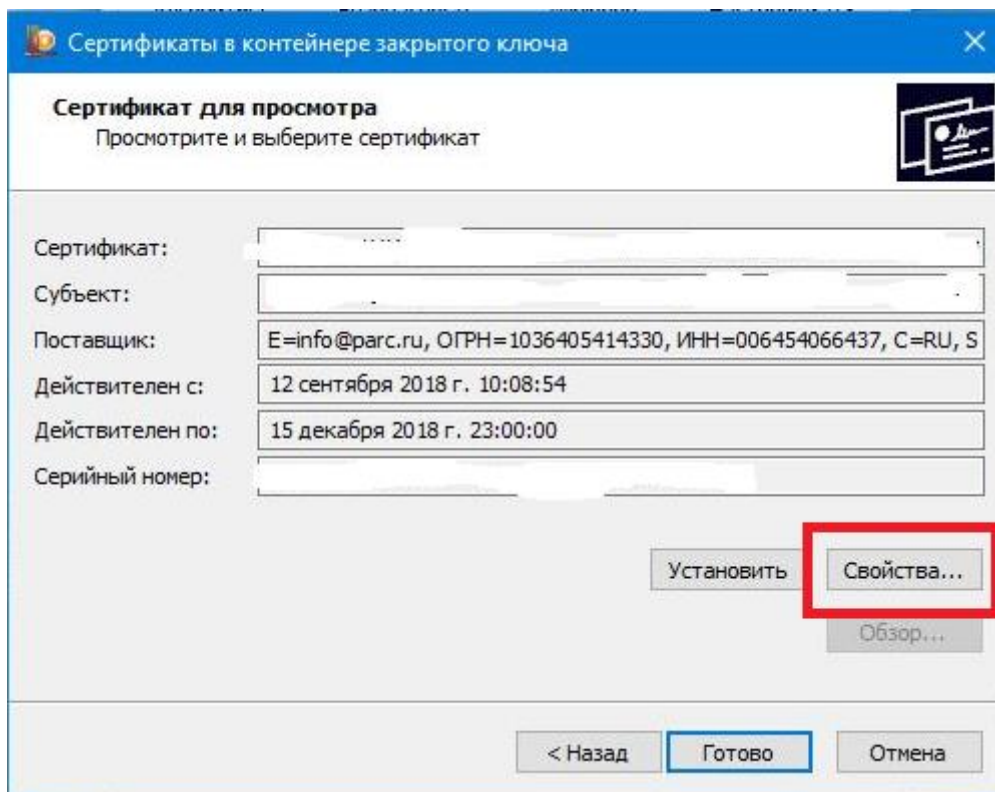 Сертификаты в контейнере закрытого ключа
Сертификат для просмотра
Просмотрите и выберите сертификат
Сертификат:
Субъект:
Поставщик: E=info@parc.ru, ОГРН=1036405414330, ИНН=006454066437, C=RU, S
Действителен с: 12 сентября 2018 г. 10:08:54
Действителен по: 15 декабря 2018 г. 23:00:00
Серийный номер:
Установить Свойства...
Обзор...
< Назад Готово Отмена